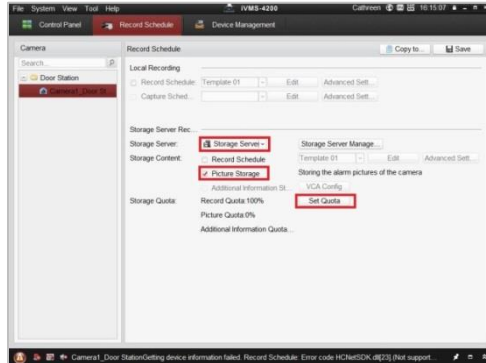 File System View Tool Help iVMS-4200 Cathreen 16:15:07
Control Panel Record Schedule Device Management
Camera
Search...
Door Station
Camera1_Door St...
Record Schedule Copy to... Save
Local Recording
Record Schedule: Template 01 Edit Advanced Sett...
Capture Sched... Edit Advanced Sett...
Storage Server Rec...
Storage Server: Storage Server Storage Server Manage...
Storage Content: Record Schedule Template 01 Edit Advanced Sett...
Picture Storage Storing the alarm pictures of the camera
Additional Information St... VCA Config
Storage Quota: Record Quota:100% Set Quota
Picture Quota:0%
Additional Information Quota...
Camera1_Door StationGetting device information failed. Record Schedule: Error code HCNetSDK.dll[23] (Not support...